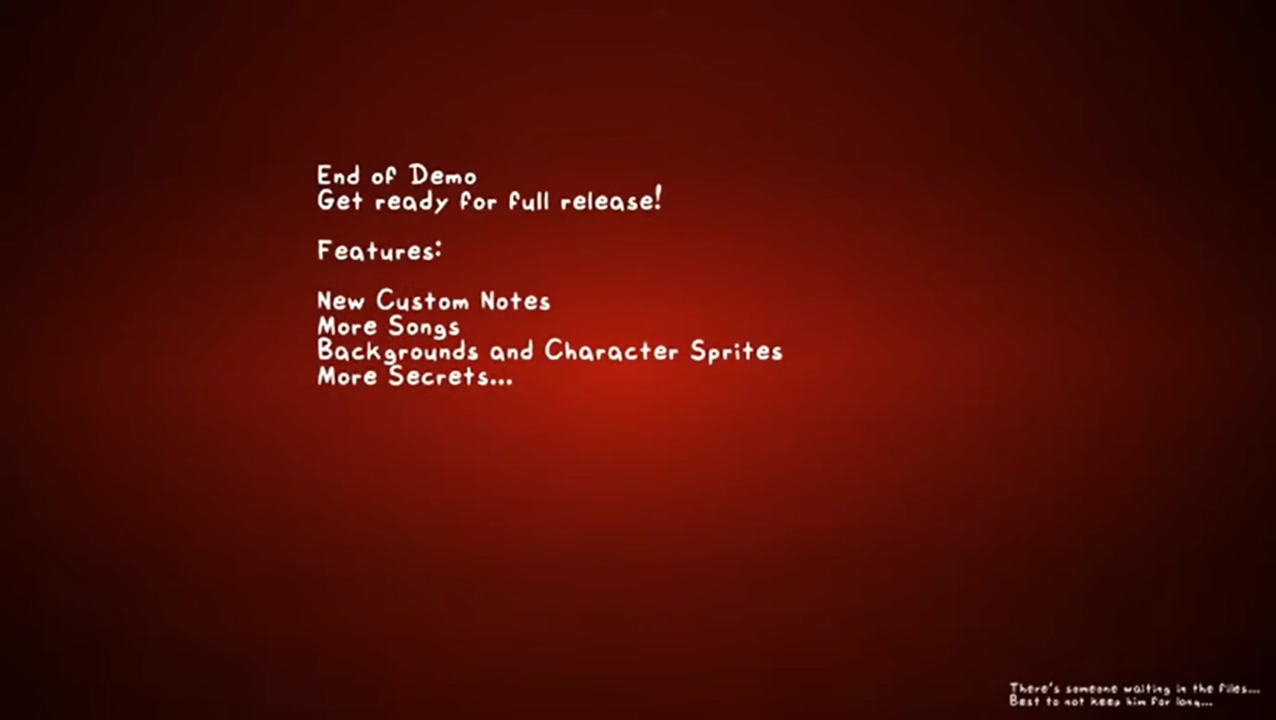 End of Demo
Get ready for full release!
Features:
New Custom Notes
More Songs
Backgrounds and Character Sprites
More Secrets...
There's someone waiting in the files...
Best to not keep him for long...